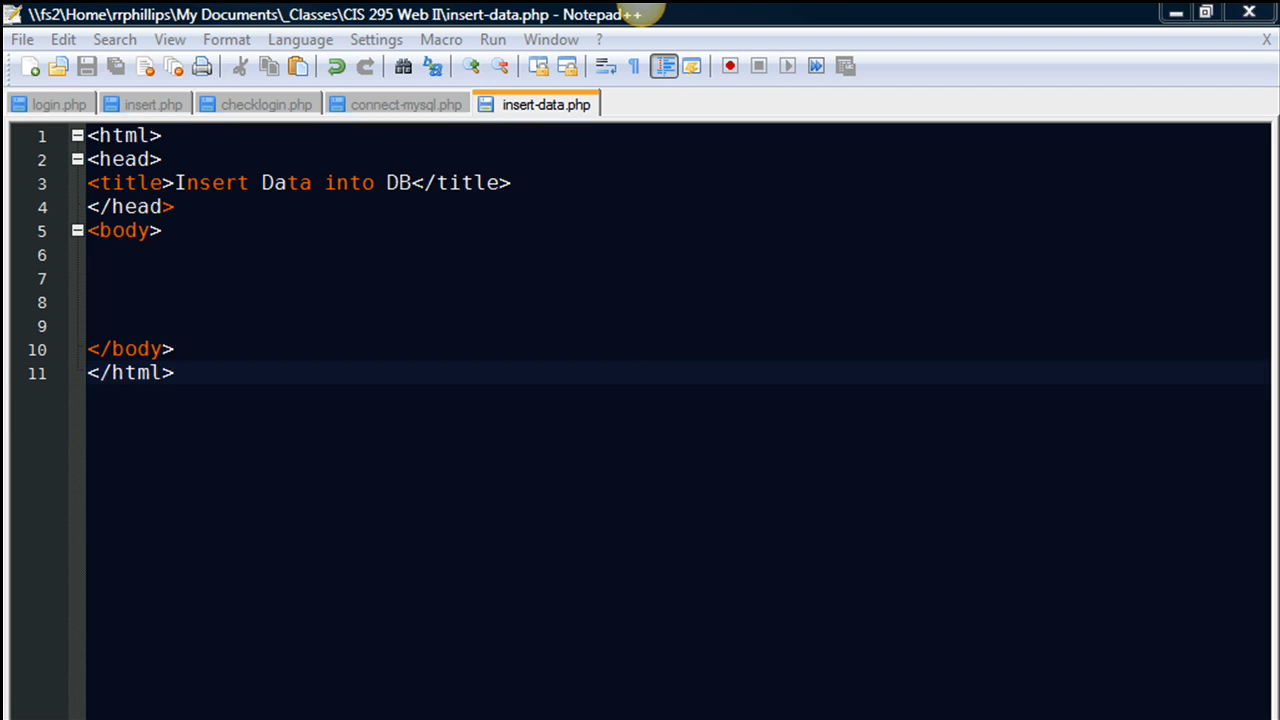 \\fs2\Home\rrphillips\My Documents\_Classes\CIS 295 Web II\insert-data.php - Notepad++
File Edit Search View Format Language Settings Macro Run Window ? X
login.php insert.php checklogin.php connect-mysql.php insert-data.php
1 <html>
2 <head>
3 <title>Insert Data into DB</title>
4 </head>
5 <body>
6
7
8
9
10 </body>
11 </html>